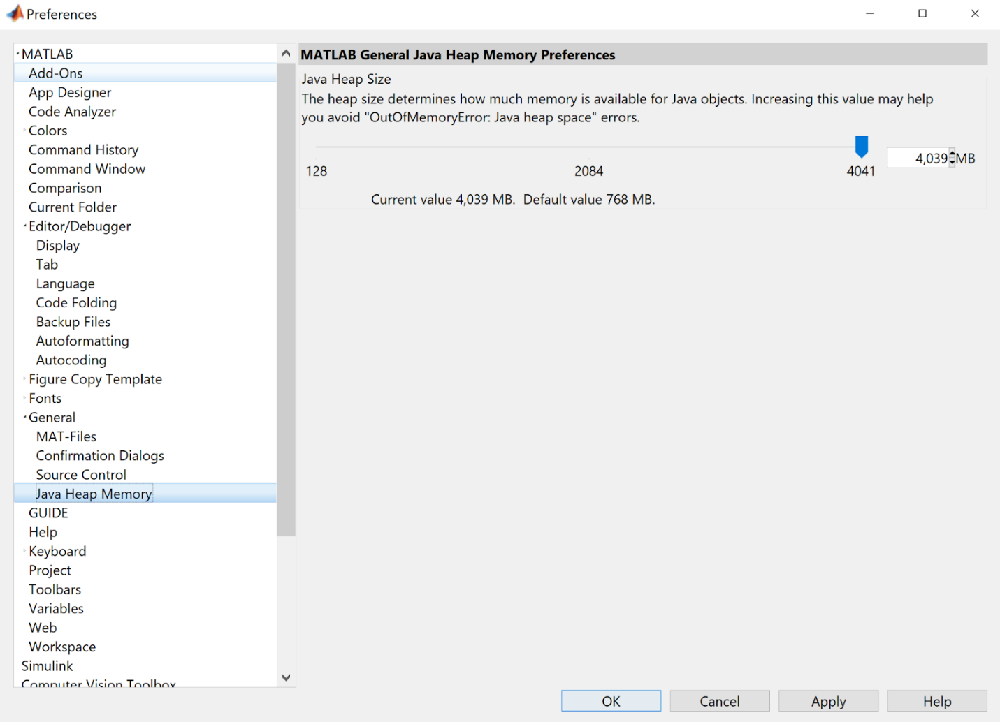 Preferences
MATLAB
Add-Ons
App Designer
Code Analyzer
Colors
Command History
Command Window
Comparison
Current Folder
Editor/Debugger
Display
Tab
Language
Code Folding
Backup Files
Autoformatting
Autocoding
Figure Copy Template
Fonts
General
MAT-Files
Confirmation Dialogs
Source Control
Java Heap Memory
GUIDE
Help
Keyboard
Project
Toolbars
Variables
Web
Workspace
Simulink
Computer Vision Toolbox
MATLAB General Java Heap Memory Preferences
Java Heap Size
The heap size determines how much memory is available for Java objects. Increasing this value may help
you avoid "OutOfMemoryError: Java heap space" errors.
4,039 MB
128 2084 4041
Current value 4,039 MB. Default value 768 MB.
OK Cancel Apply Help